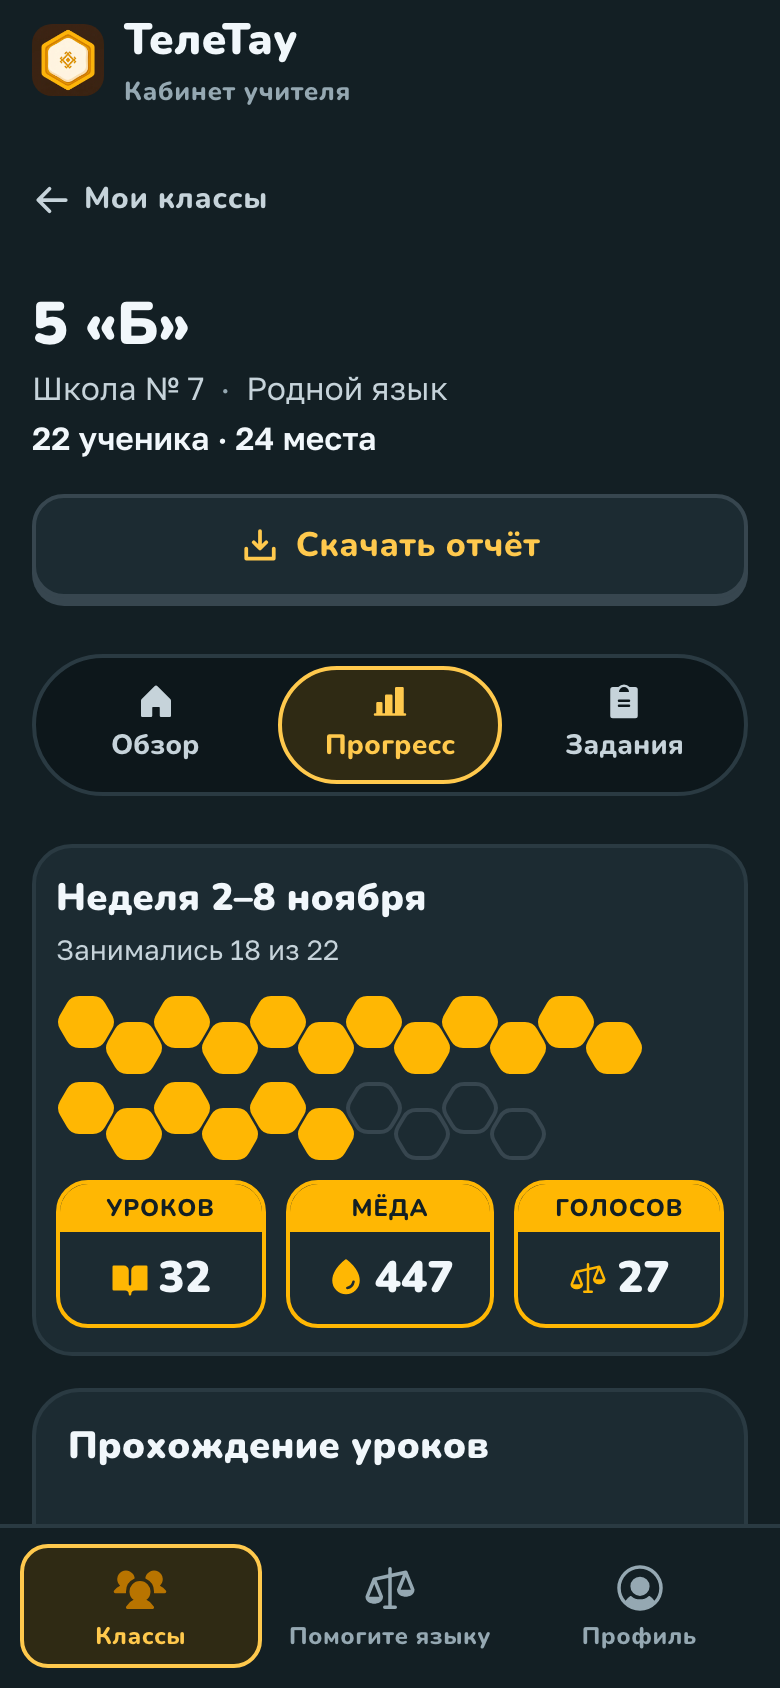 ТелеТау
Кабинет учителя
Мои классы
5 «Б»
Школа № 7 · Родной язык
22 ученика · 24 места
Скачать отчёт
Обзор
Прогресс
Задания
Неделя 2–8 ноября
Занимались 18 из 22
УРОКОВ
МЁДА
ГОЛОСОВ
32
447
27
Прохождение уроков
Классы
Помогите языку
Профиль